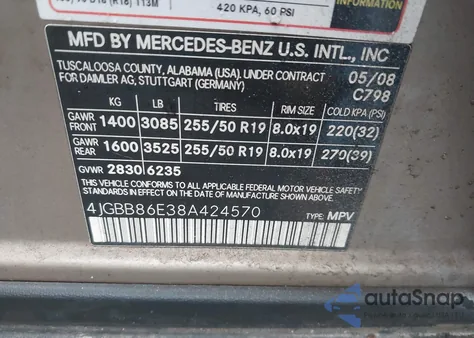 420 KPA, 60 PSI
INFORMATION
MFD BY MERCEDES-BENZ U.S. INTL., INC
TUSCALOOSA COUNTY, ALABAMA (USA). UNDER CONTRACT 05/08
FOR DAIMLER AG, STUTTGART (GERMANY) C798
KG LB TIRES RIM SIZE COLD KPA (PSI)
GAWR FRONT 1400 3085 255/50 R19 8.0x19 220(32)
GAWR REAR 1600 3525 255/50 R19 8.0x19 270(39)
GVWR 2830 6235
THIS VEHICLE CONFORMS TO ALL APPLICABLE FEDERAL MOTOR VEHICLE
SAFETY STANDARDS IN EFFECT ON THE DATE OF MANUFACTURE SHOWN ABOVE.
4JGBB86E38A424570 TYPE: MPV
autoSnap